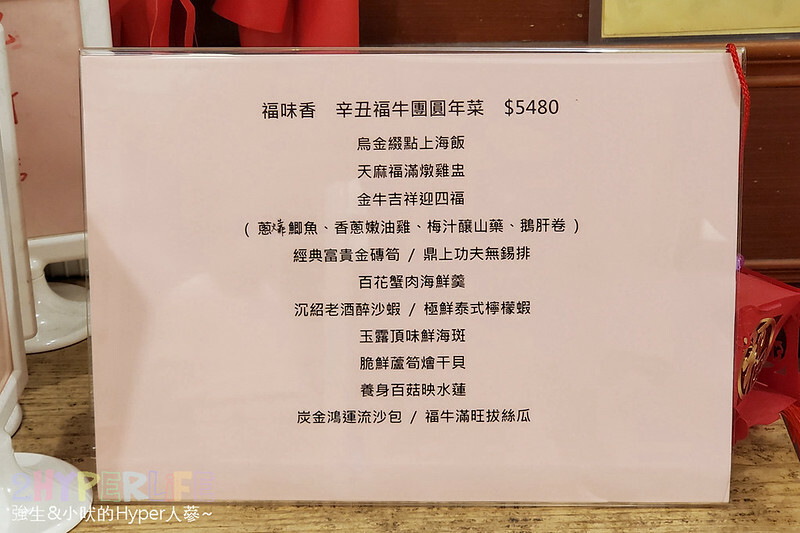 福味香　辛丑福牛團圓年菜　$5480
烏金綴點上海飯
天麻福滿燉雞盅
金牛吉祥迎四福
( 蔥㸆鯽魚、香蔥嫩油雞、梅汁釀山藥、鵝肝卷 )
經典富貴金磚筍 / 鼎上功夫無錫排
百花蟹肉海鮮羹
沉紹老酒醉沙蝦 / 極鮮泰式檸檬蝦
玉露頂味鮮海斑
脆鮮蘆筍燴干貝
養身百菇映水蓮
炭金鴻運流沙包 / 福牛滿旺拔絲瓜
2HYPERLIFE
強生&小吠的Hyper人蔘~